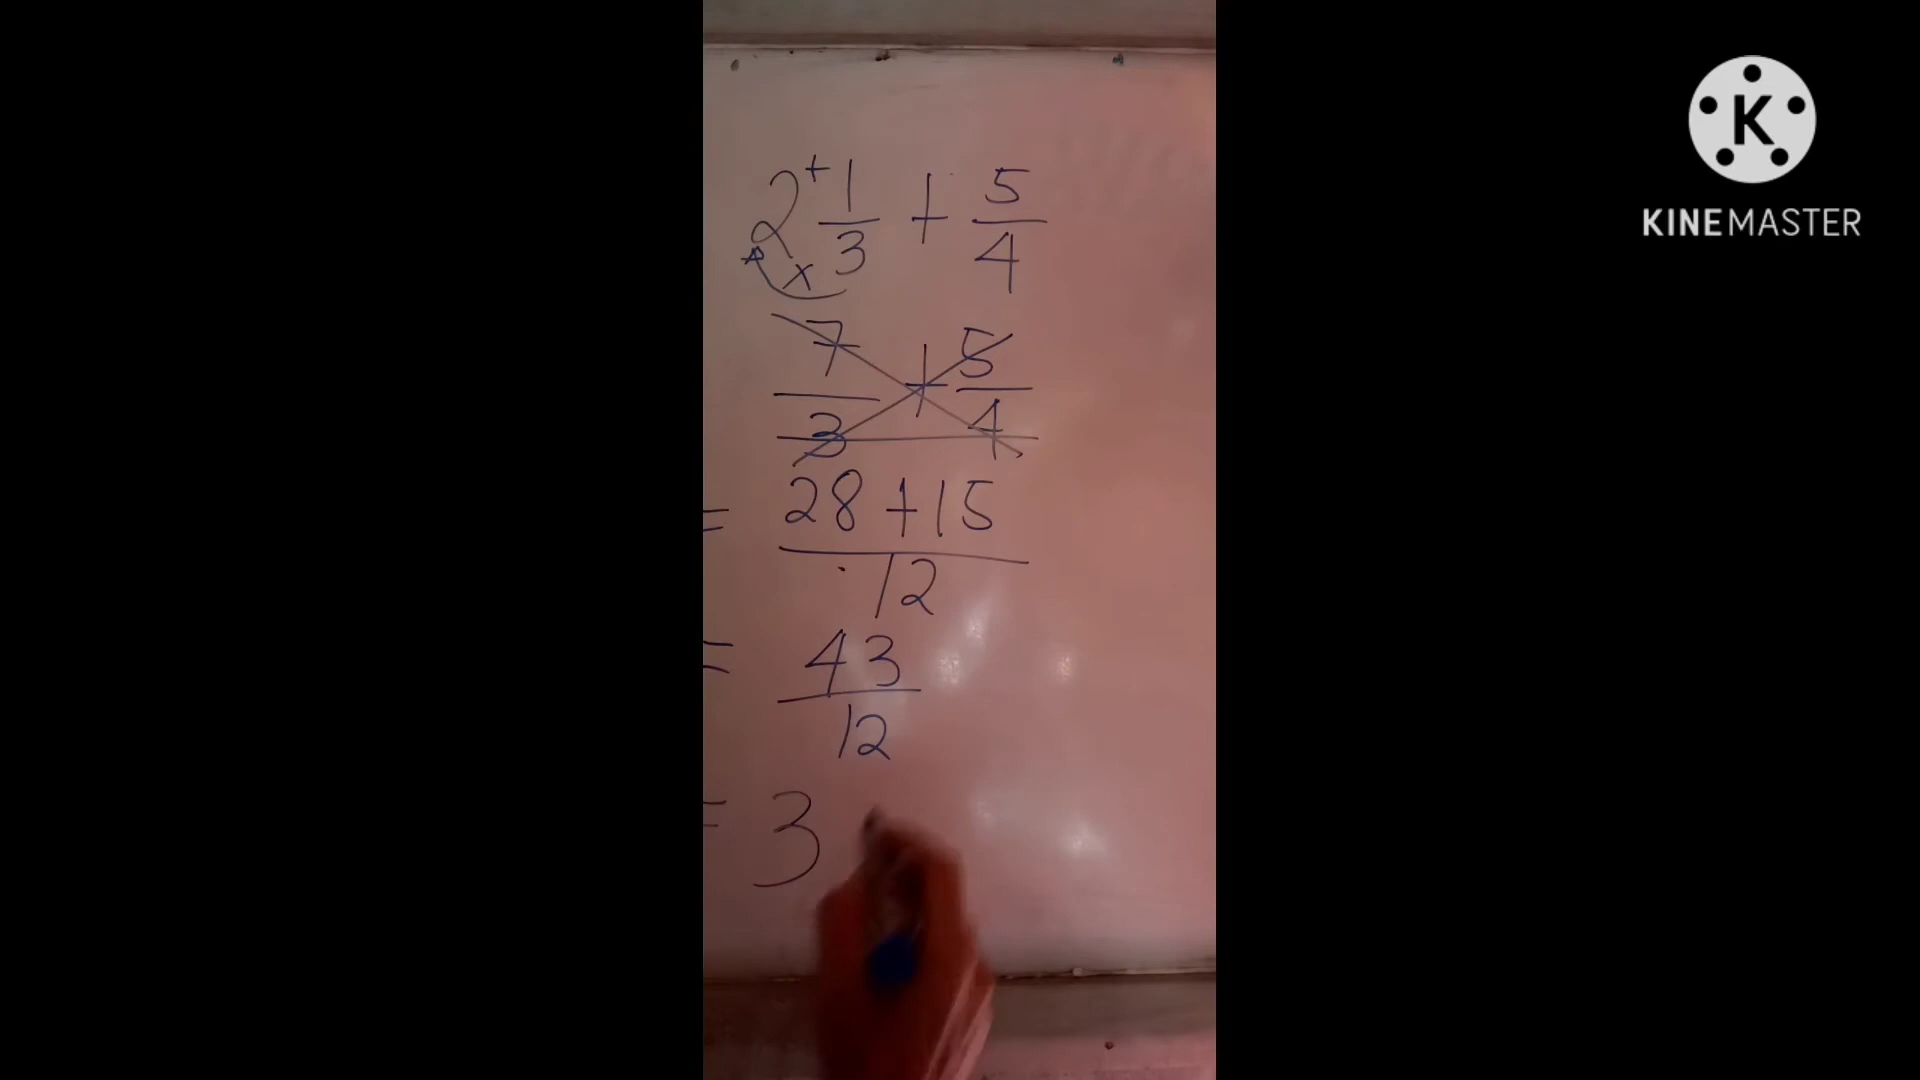 2 + 1/3 + 5/4
×
7/3 + 5/4
= 28 + 15 / 12
= 43/12
= 3
K
KINEMASTER